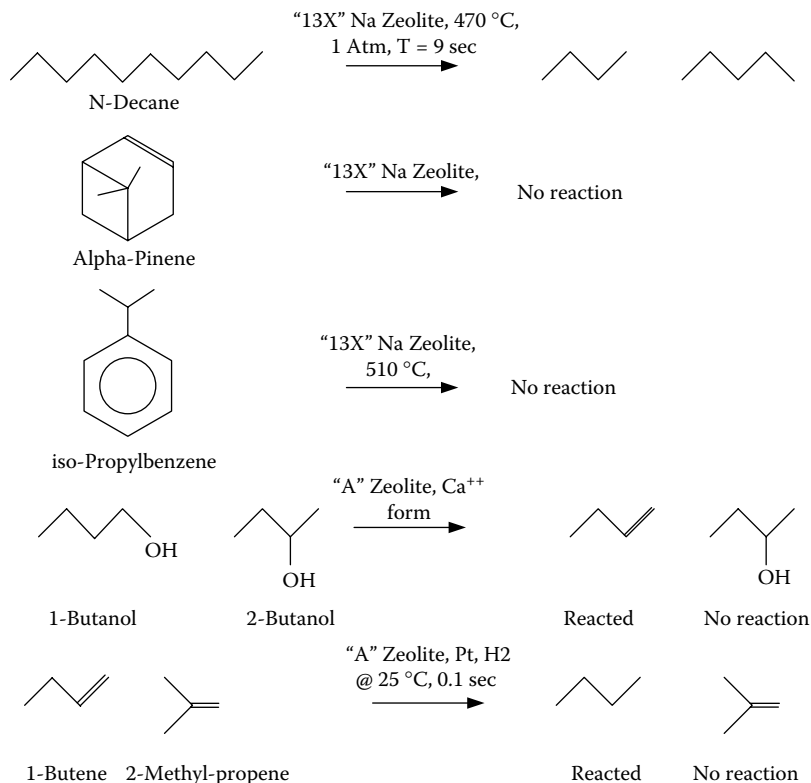 “13X” Na Zeolite, 470 °C,
1 Atm, T = 9 sec
N-Decane
“13X” Na Zeolite,
No reaction
Alpha-Pinene
“13X” Na Zeolite,
510 °C,
No reaction
iso-Propylbenzene
“A” Zeolite, Ca++
form
OH
OH
OH
1-Butanol
2-Butanol
Reacted
No reaction
“A” Zeolite, Pt, H2
@ 25 °C, 0.1 sec
1-Butene
2-Methyl-propene
Reacted
No reaction